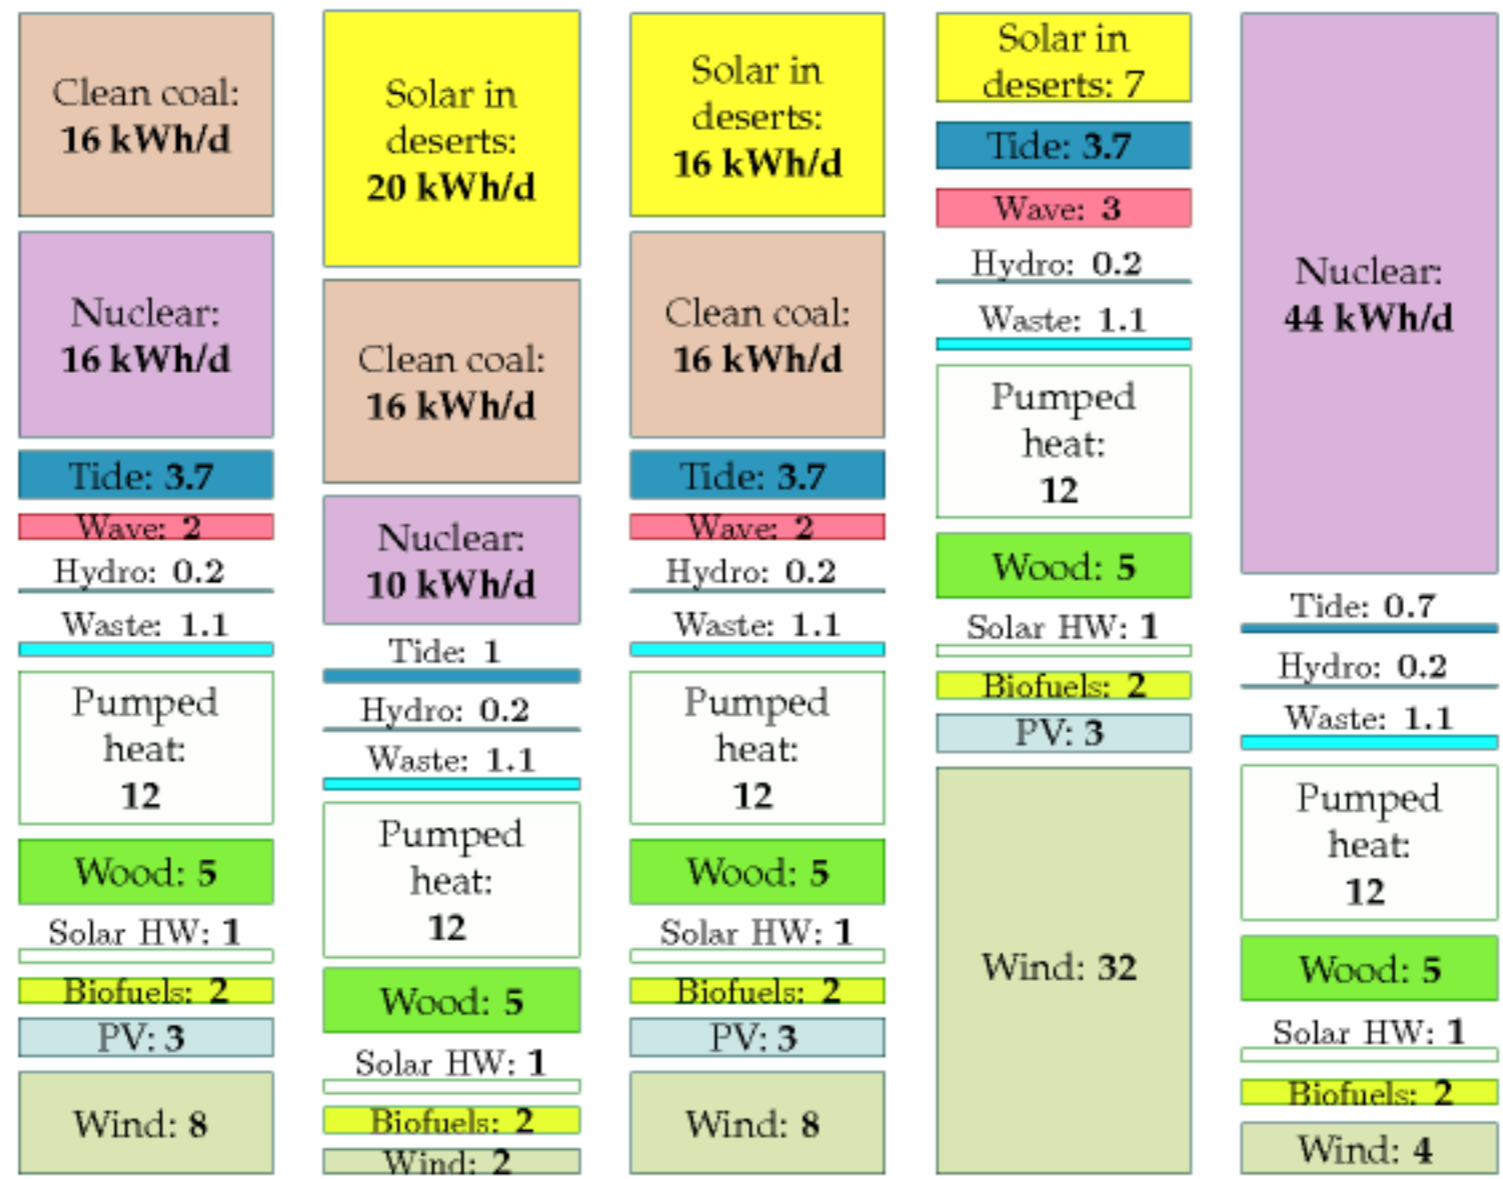 Clean coal:
16 kWh/d
Nuclear:
16 kWh/d
Tide: 3.7
Wave: 2
Hydro: 0.2
Waste: 1.1
Pumped
heat:
12
Wood: 5
Solar HW: 1
Biofuels: 2
PV: 3
Wind: 8
Solar in
deserts:
20 kWh/d
Clean coal:
16 kWh/d
Nuclear:
10 kWh/d
Tide: 1
Hydro: 0.2
Waste: 1.1
Pumped
heat:
12
Wood: 5
Solar HW: 1
Biofuels: 2
Wind: 2
Solar in
deserts:
16 kWh/d
Clean coal:
16 kWh/d
Tide: 3.7
Wave: 2
Hydro: 0.2
Waste: 1.1
Pumped
heat:
12
Wood: 5
Solar HW: 1
Biofuels: 2
PV: 3
Wind: 8
Solar in
deserts: 7
Tide: 3.7
Wave: 3
Hydro: 0.2
Waste: 1.1
Pumped
heat:
12
Wood: 5
Solar HW: 1
Biofuels: 2
PV: 3
Wind: 32
Nuclear:
44 kWh/d
Tide: 0.7
Hydro: 0.2
Waste: 1.1
Pumped
heat:
12
Wood: 5
Solar HW: 1
Biofuels: 2
Wind: 4